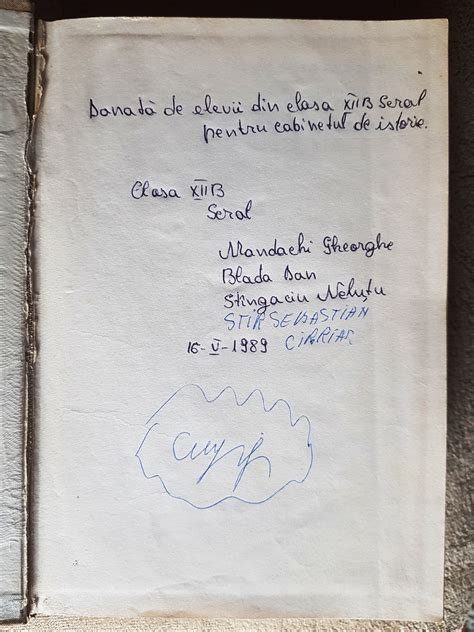 Donată de elevii din clasa XII B Seral
pentru cabinetul de istorie.
Clasa XII B
Seral
Mandachi Gheorghe
Blada Dan
Stingaciu Neluțu
STIR SEBASTIAN
16-V-1989